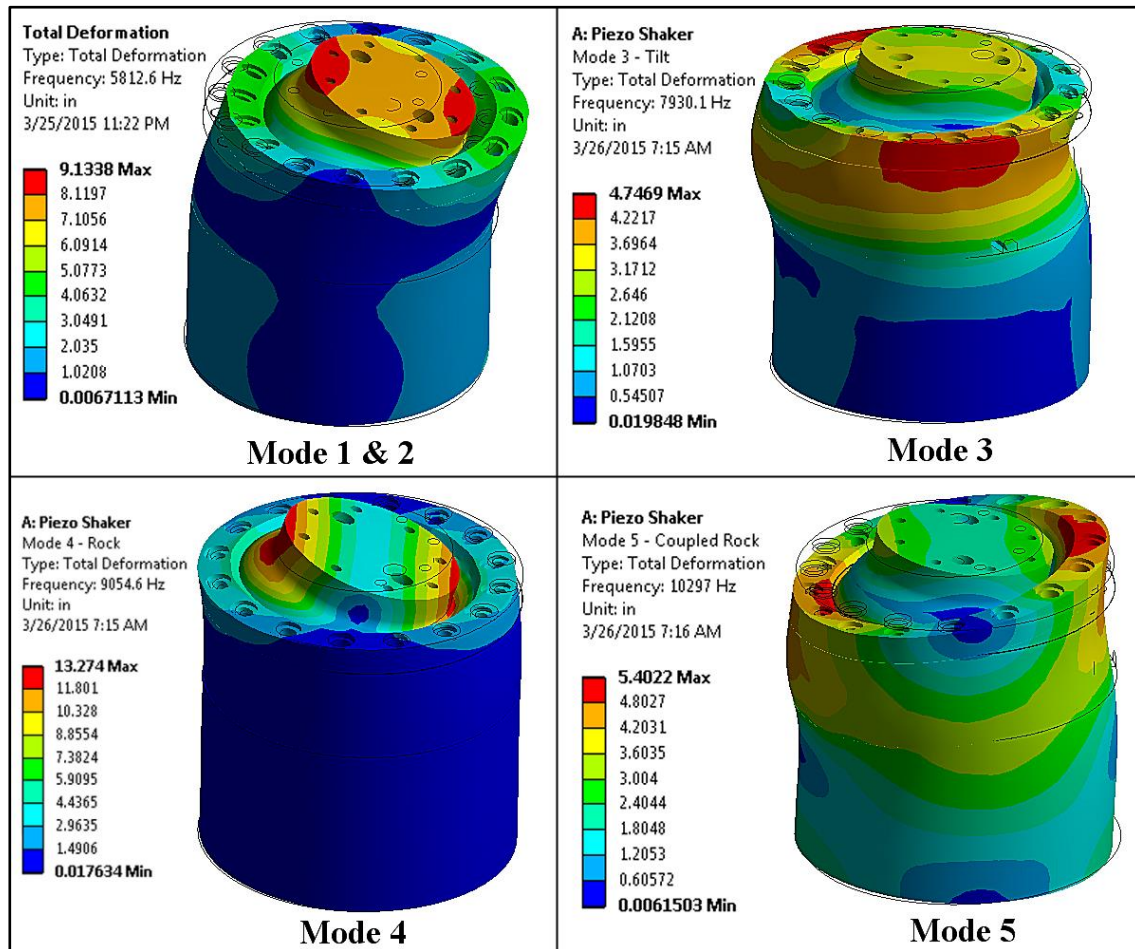 Total Deformation
Type: Total Deformation
Frequency: 5812.6 Hz
Unit: in
3/25/2015 11:22 PM
9.1338 Max
8.1197
7.1056
6.0914
5.0773
4.0632
3.0491
2.035
1.0208
0.0067113 Min
Mode 1 & 2
A: Piezo Shaker
Mode 3 - Tilt
Type: Total Deformation
Frequency: 7930.1 Hz
Unit: in
3/26/2015 7:15 AM
4.7469 Max
4.2217
3.6964
3.1712
2.646
2.1208
1.5955
1.0703
0.54507
0.019848 Min
Mode 3
A: Piezo Shaker
Mode 4 - Rock
Type: Total Deformation
Frequency: 9054.6 Hz
Unit: in
3/26/2015 7:15 AM
13.274 Max
11.801
10.328
8.8554
7.3824
5.9095
4.4365
2.9635
1.4906
0.017634 Min
Mode 4
A: Piezo Shaker
Mode 5 - Coupled Rock
Type: Total Deformation
Frequency: 10297 Hz
Unit: in
3/26/2015 7:16 AM
5.4022 Max
4.8027
4.2031
3.6035
3.004
2.4044
1.8048
1.2053
0.60572
0.0061503 Min
Mode 5